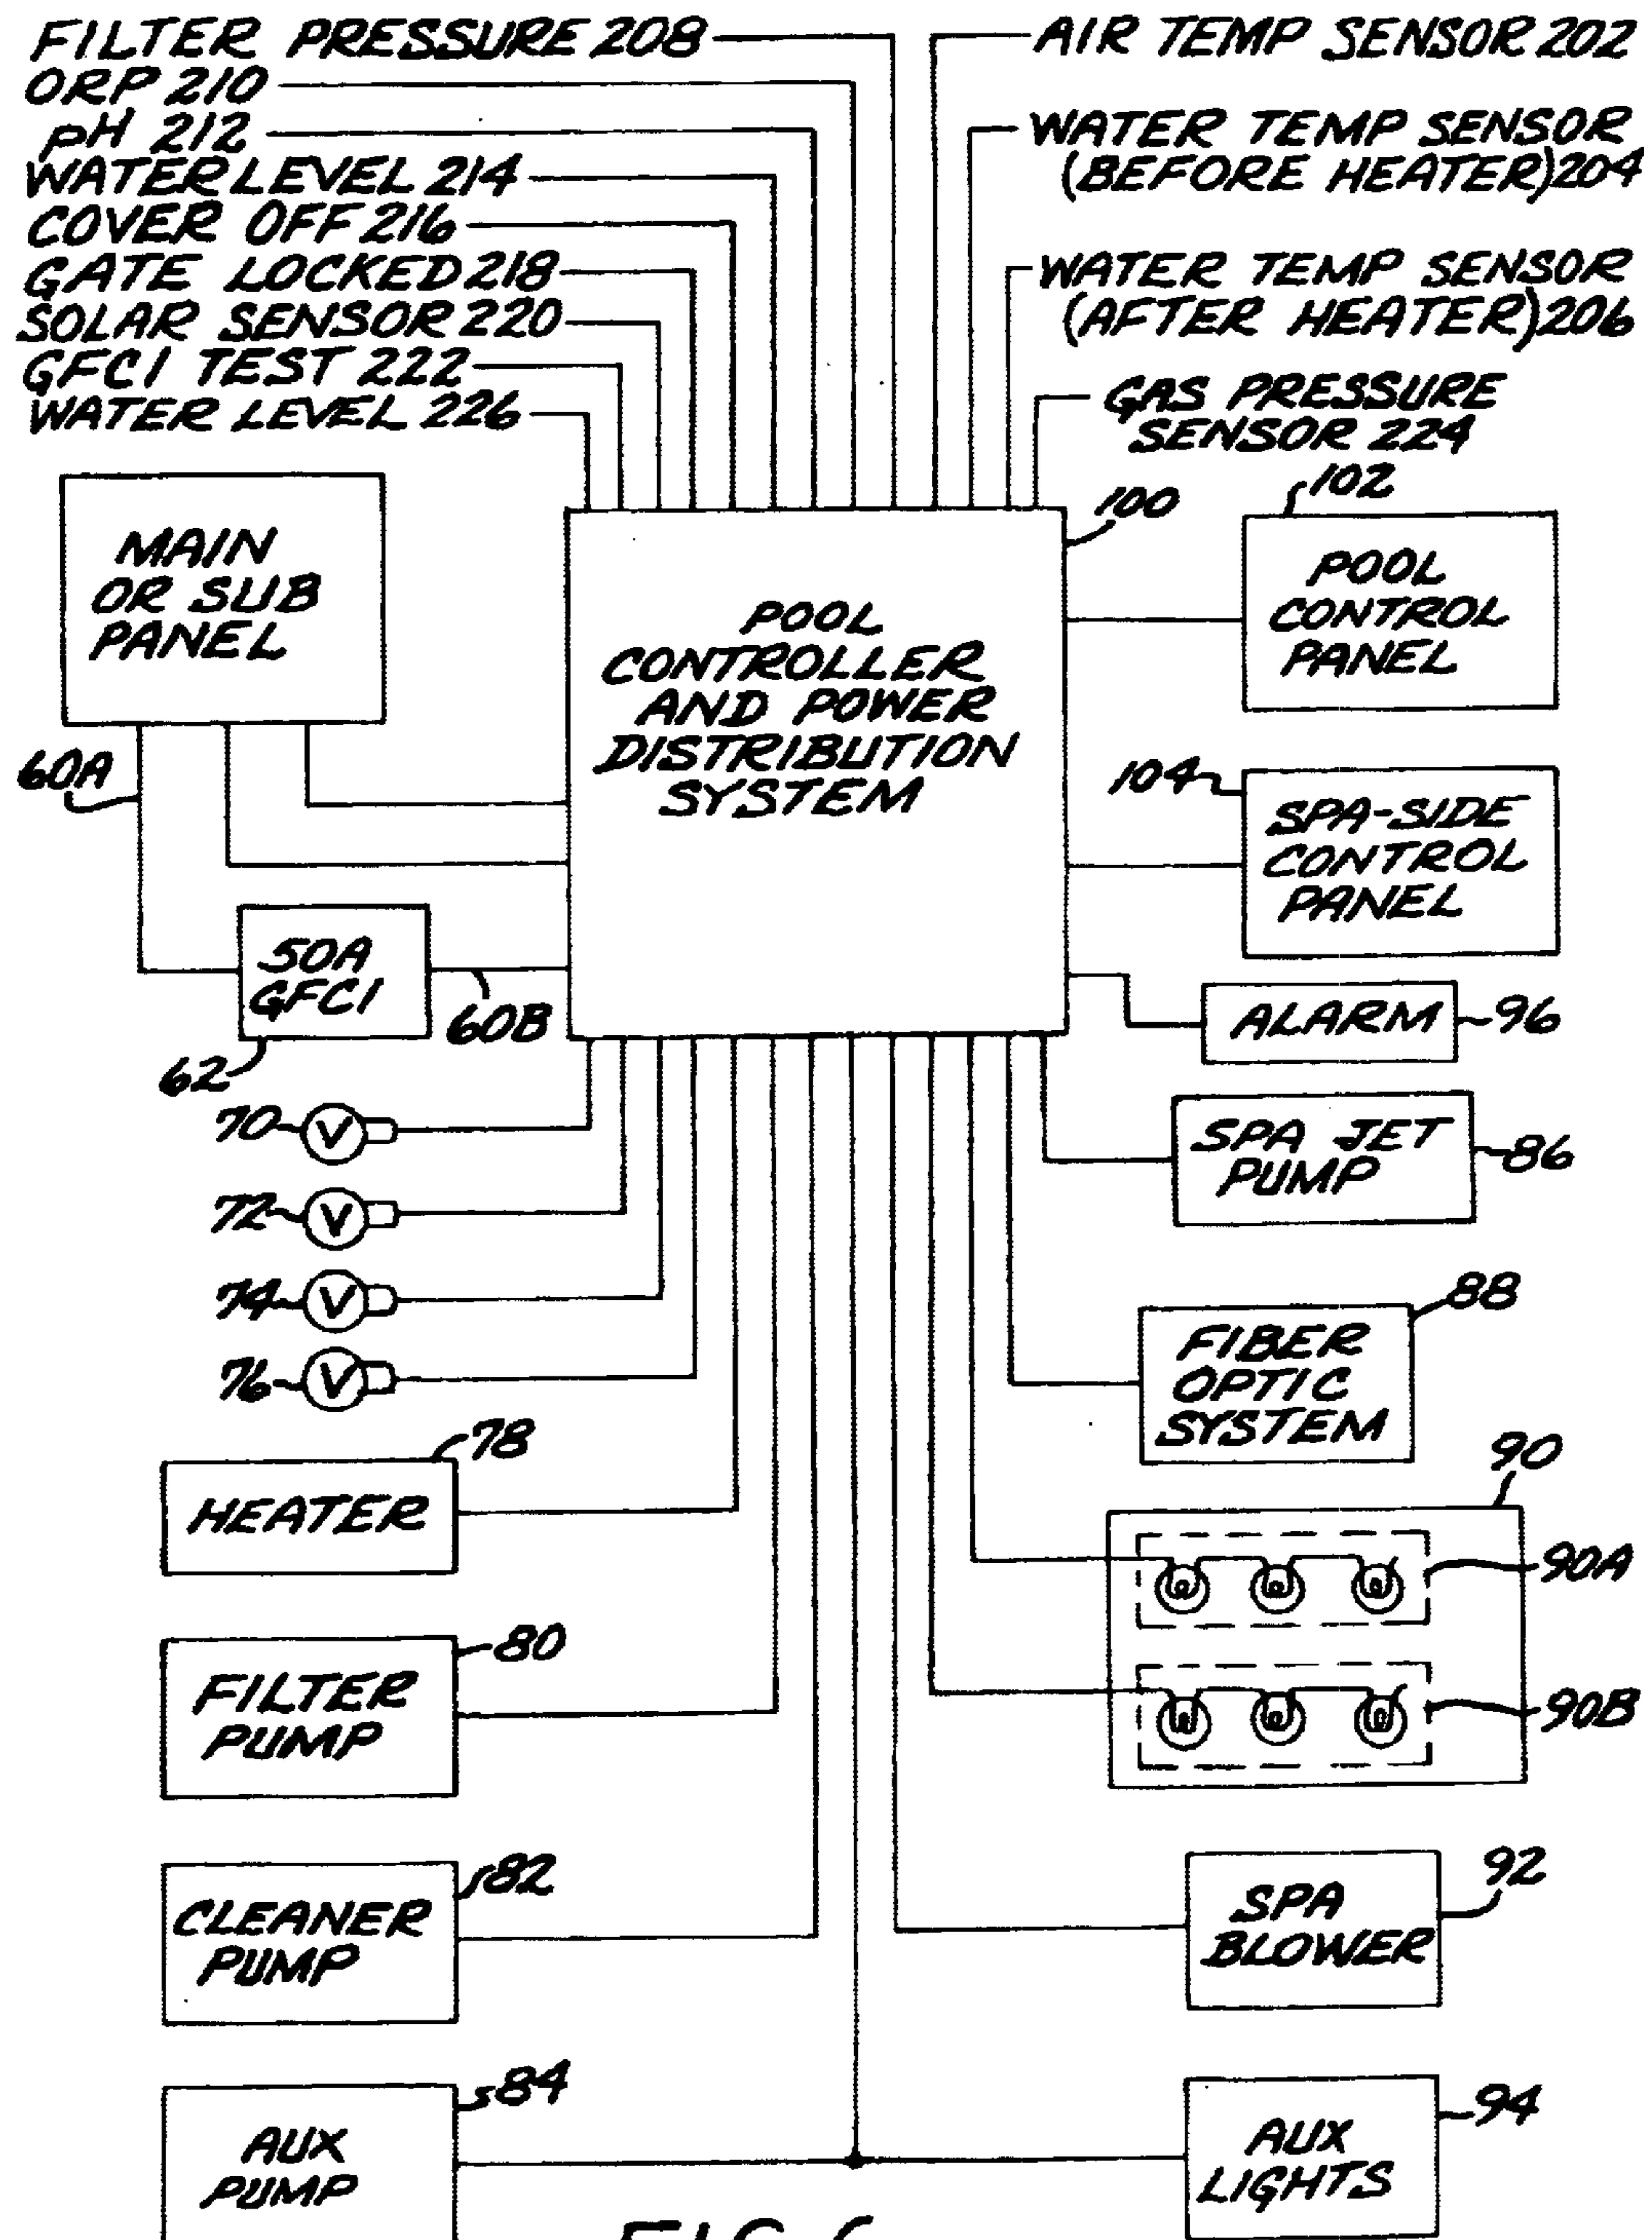 FILTER PRESSURE 208
ORP 210
pH 212
WATER LEVEL 214
COVER OFF 216
GATE LOCKED 218
SOLAR SENSOR 220
GFCI TEST 222
WATER LEVEL 226
AIR TEMP SENSOR 202
WATER TEMP SENSOR
(BEFORE HEATER) 204
WATER TEMP SENSOR
(AFTER HEATER) 206
GAS PRESSURE
SENSOR 224
MAIN
OR SUB
PANEL
100
POOL
CONTROLLER
AND POWER
DISTRIBUTION
SYSTEM
102
POOL
CONTROL
PANEL
60A
104
SPA-SIDE
CONTROL
PANEL
50A
GFCI
60B
62
ALARM
96
70
V
72
V
74
V
76
V
SPA JET
PUMP
86
88
FIBER
OPTIC
SYSTEM
78
HEATER
90
90A
90B
80
FILTER
PUMP
82
CLEANER
PUMP
92
SPA
BLOWER
84
AUX
PUMP
94
AUX
LIGHTS